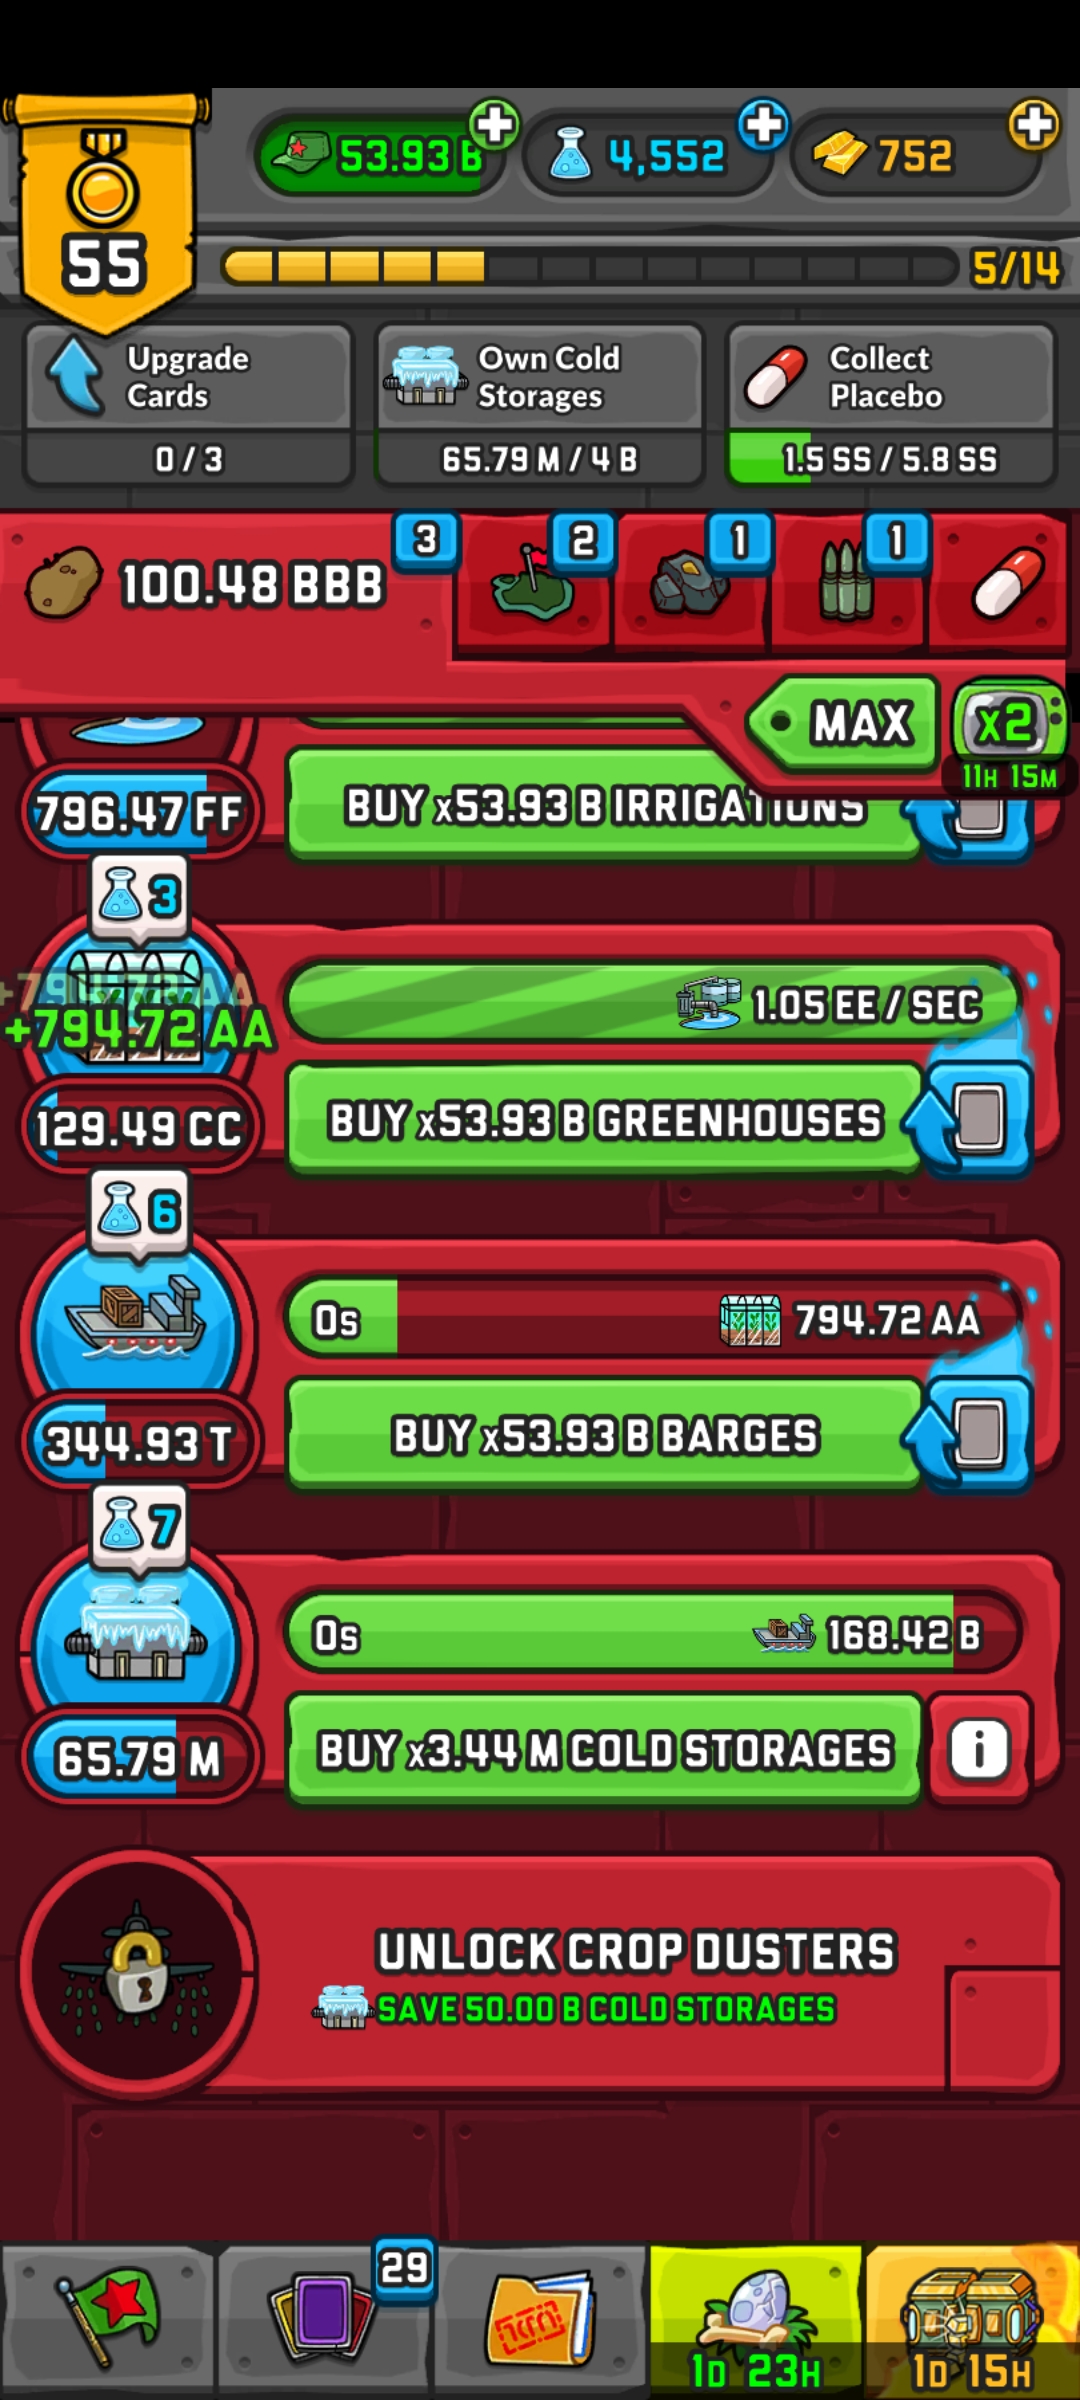 53.93 B
4,552
752
55
5/14
Upgrade
Cards
0 / 3
Own Cold
Storages
65.79 M / 4 B
Collect
Placebo
1.5 SS / 5.8 SS
100.48 BBB
3
2
1
1
MAX
x2
11H 15M
796.47 FF
BUY x53.93 B IRRIGATIONS
3
+794.72 AA
+794.72 AA
1.05 EE / SEC
129.49 CC
BUY x53.93 B GREENHOUSES
6
0s
794.72 AA
344.93 T
BUY x53.93 B BARGES
7
0s
168.42 B
65.79 M
BUY x3.44 M COLD STORAGES
i
UNLOCK CROP DUSTERS
SAVE 50.00 B COLD STORAGES
29
1D 23H
1D 15H